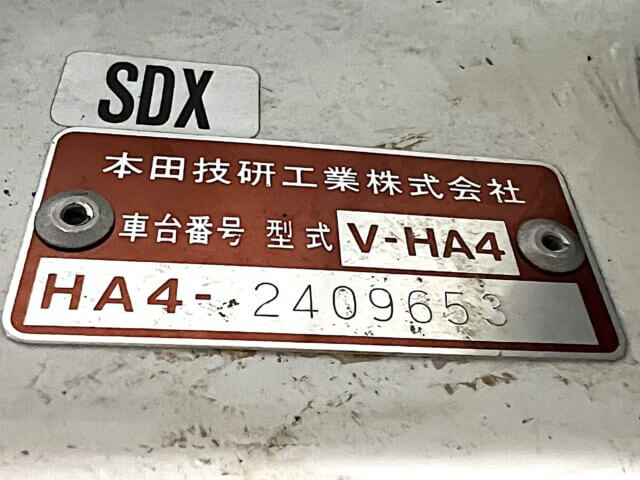 SDX
本田技研工業株式会社
車台番号 型式 V-HA4
HA4- 2409653